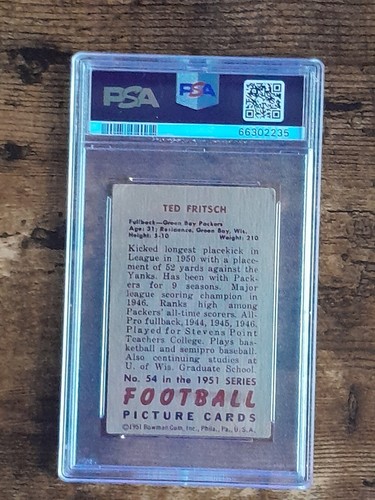 PSA
PSA
66302235
TED FRITSCH
Fullback—Green Bay Packers
Age: 31; Residence, Green Bay, Wis.
Height: 5-10 Weight: 210
Kicked longest placekick in
League in 1950 with a place-
ment of 52 yards against the
Yanks. Has been with Pack-
ers for 9 seasons. Major
league scoring champion in
1946. Ranks high among
Packers' all-time scorers. All-
Pro fullback, 1944, 1945, 1946.
Played for Stevens Point
Teachers College. Plays bas-
ketball and semipro baseball.
Also continuing studies at
U. of Wis. Graduate School.
No. 54 in the 1951 SERIES
FOOTBALL
PICTURE CARDS
©1951 Bowman Gum, Inc., Phila., Pa., U.S.A.